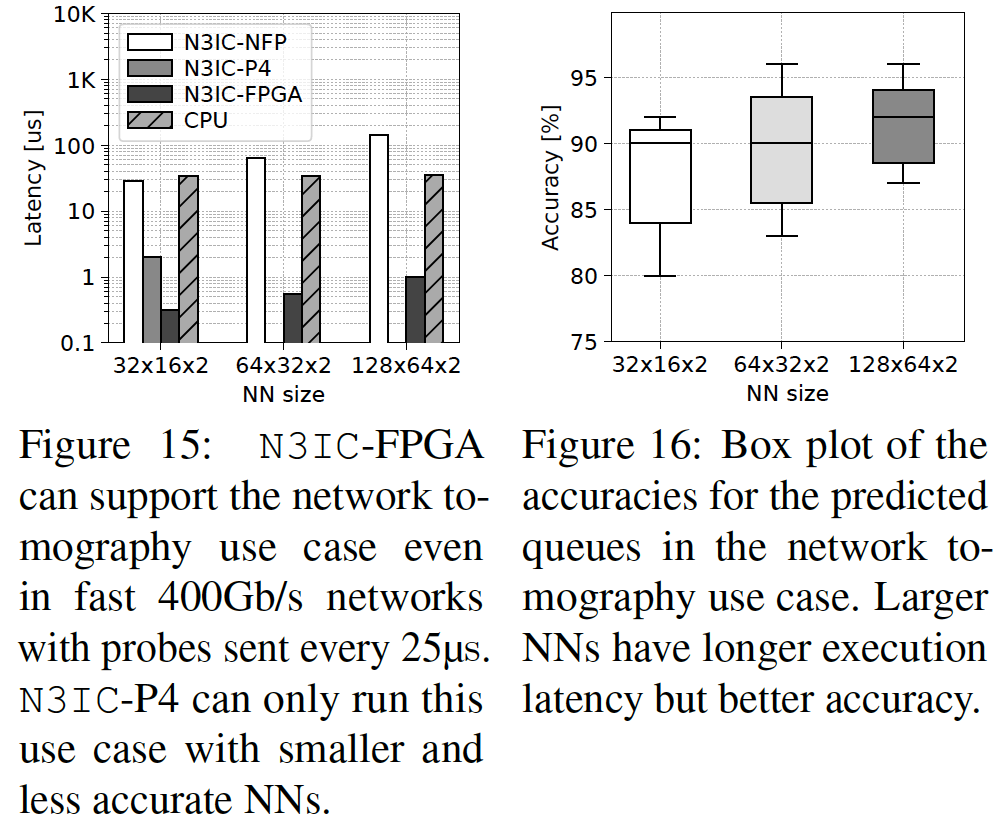 10K
1K
100
10
1
0.1
Latency [us]
N3IC-NFP
N3IC-P4
N3IC-FPGA
CPU
32x16x2 64x32x2 128x64x2
NN size
95
90
85
80
75
Accuracy [%]
32x16x2 64x32x2 128x64x2
NN size
Figure 15: N3IC-FPGA
can support the network to-
mography use case even
in fast 400Gb/s networks
with probes sent every 25μs.
N3IC-P4 can only run this
use case with smaller and
less accurate NNs.
Figure 16: Box plot of the
accuracies for the predicted
queues in the network to-
mography use case. Larger
NNs have longer execution
latency but better accuracy.